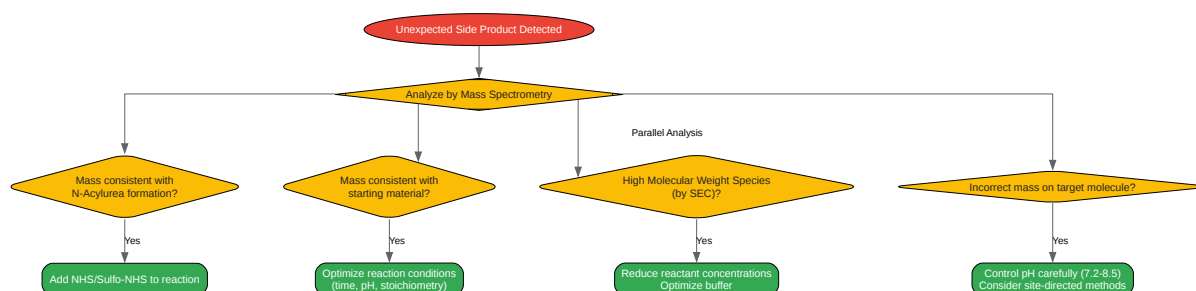 Unexpected Side Product Detected
Analyze by Mass Spectrometry
Parallel Analysis
Mass consistent with
N-Acylurea formation?
Mass consistent with
starting material?
High Molecular Weight Species
(by SEC)?
Incorrect mass on target molecule?
Yes
Yes
Yes
Yes
Add NHS/Sulfo-NHS to reaction
Optimize reaction conditions
(time, pH, stoichiometry)
Reduce reactant concentrations
Optimize buffer
Control pH carefully (7.2-8.5)
Consider site-directed methods